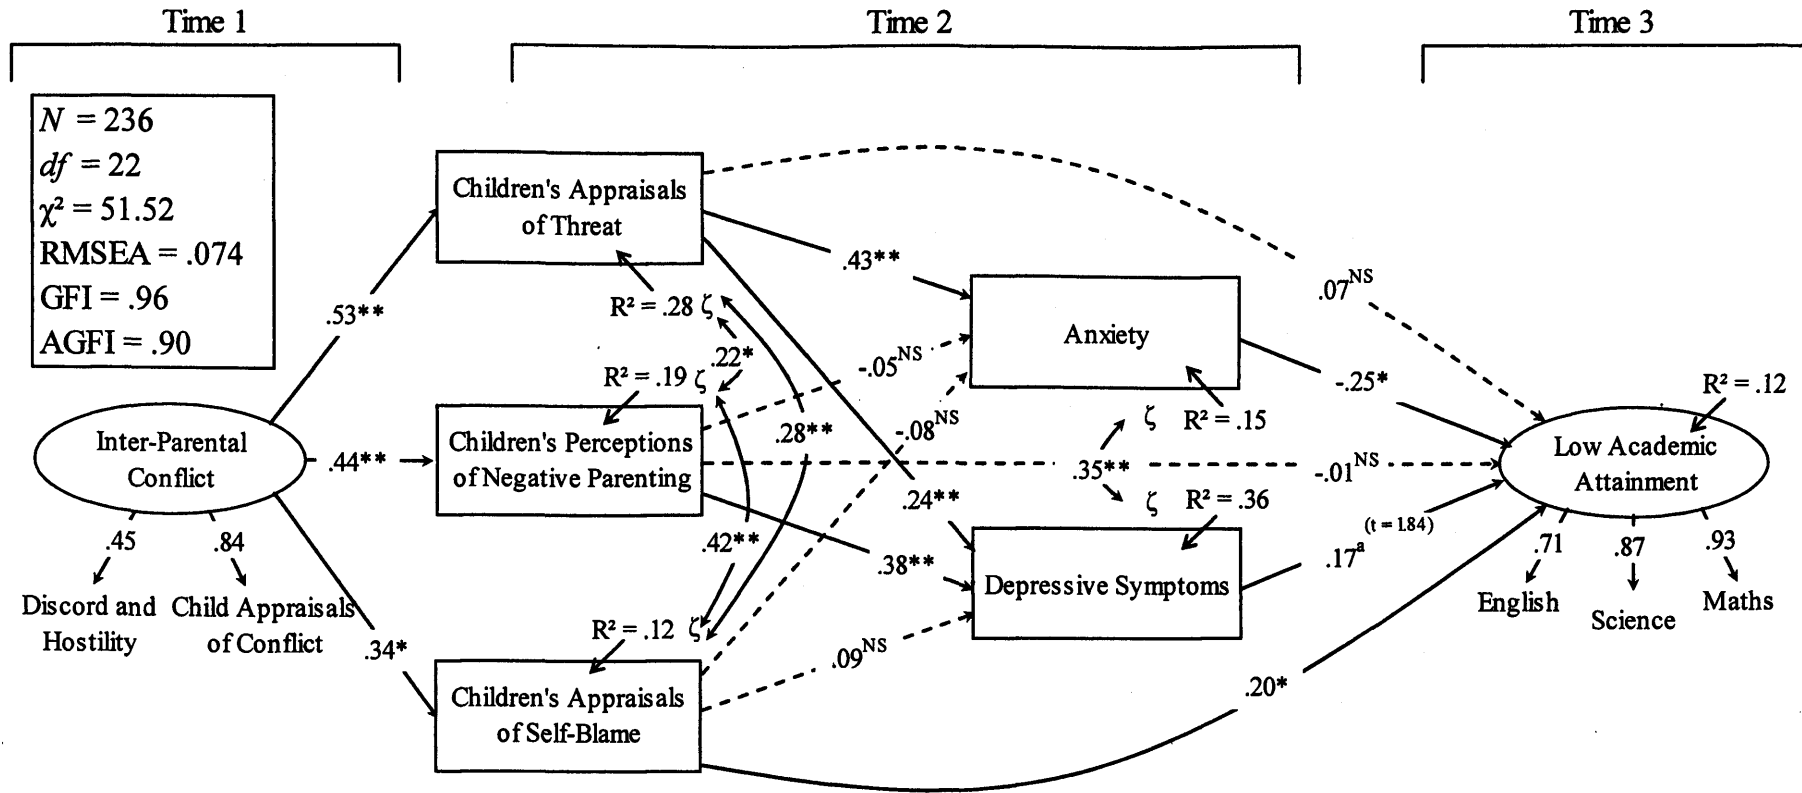 Time 1
Time 2
Time 3
N = 236
df = 22
χ² = 51.52
RMSEA = .074
GFI = .96
AGFI = .90
Children's Appraisals
of Threat
R² = .28 ζ
.53**
.43**
.07NS
Anxiety
.22*
-.05NS
R² = .19 ζ
-.25*
R² = .12
Inter-Parental
Conflict
.44**
Children's Perceptions
of Negative Parenting
.28**
-.08NS
ζ R² = .15
.35**
-.01NS
Low Academic
Attainment
.24**
ζ R² = .36
(t = 1.84)
.45
.84
.42**
.38**
.17a
.71
.87
.93
Discord and
Hostility
Child Appraisals
of Conflict
Depressive Symptoms
English
Science
Maths
R² = .12 ζ
.34*
.09NS
.20*
Children's Appraisals
of Self-Blame